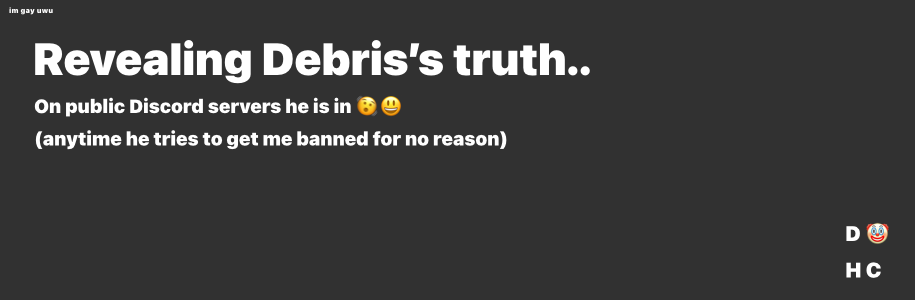 im gay uwu
Revealing Debris’s truth..
On public Discord servers he is in 🫨😃
(anytime he tries to get me banned for no reason)
D 🤡
H C